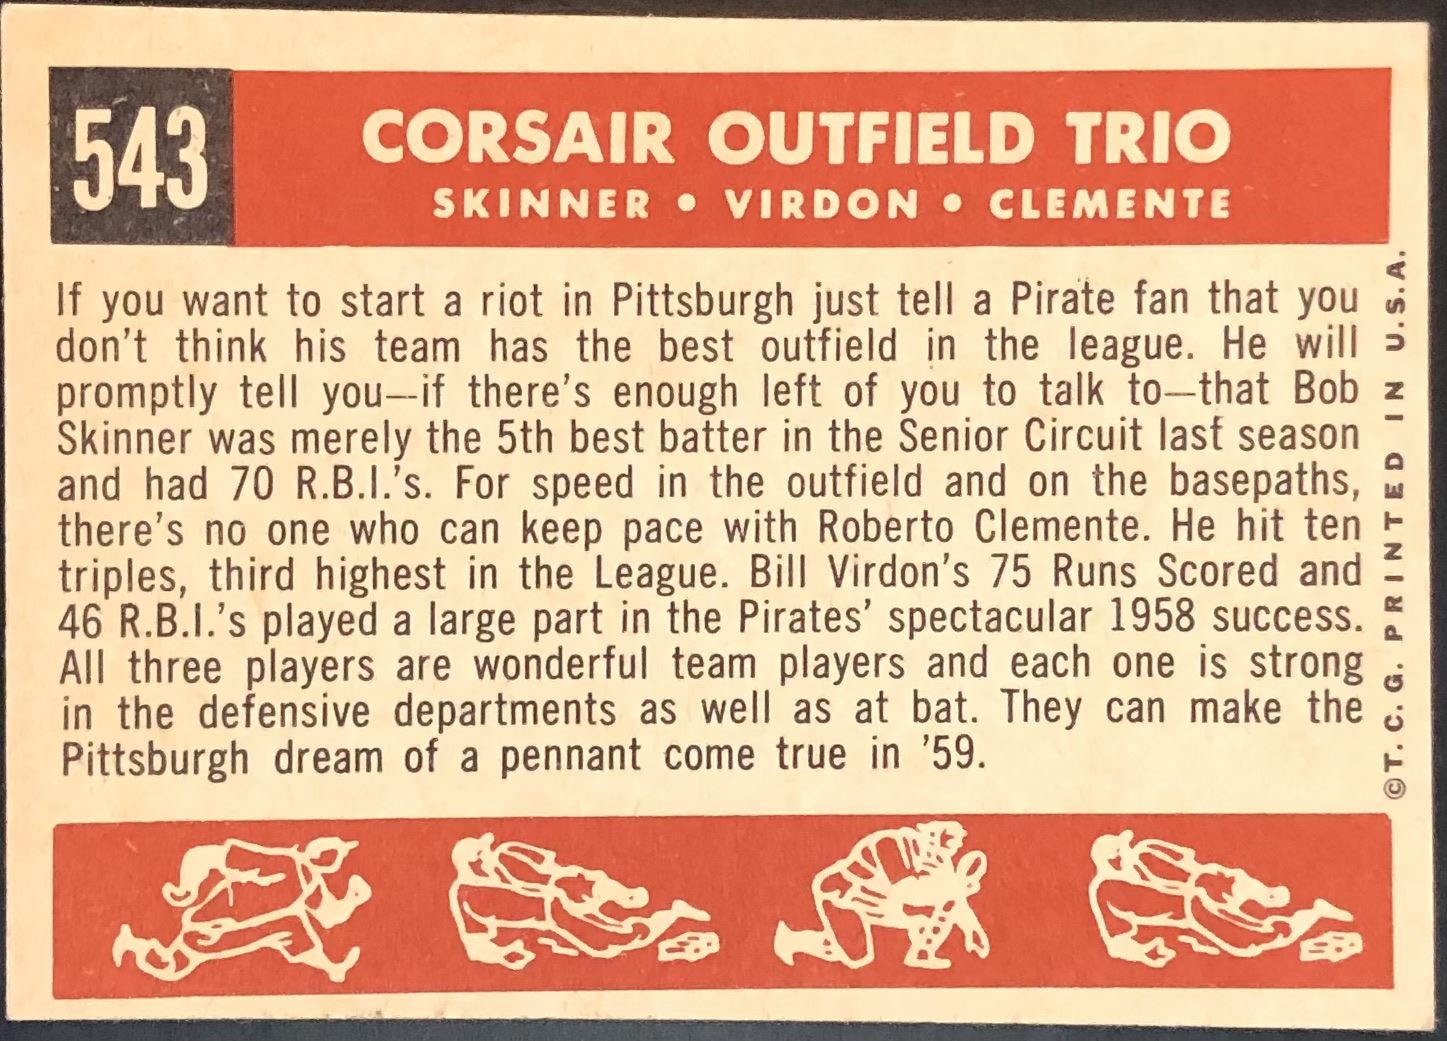 543
CORSAIR OUTFIELD TRIO
SKINNER • VIRDON • CLEMENTE
If you want to start a riot in Pittsburgh just tell a Pirate fan that you
don't think his team has the best outfield in the league. He will
promptly tell you—if there's enough left of you to talk to—that Bob
Skinner was merely the 5th best batter in the Senior Circuit last season
and had 70 R.B.I.'s. For speed in the outfield and on the basepaths,
there's no one who can keep pace with Roberto Clemente. He hit ten
triples, third highest in the League. Bill Virdon's 75 Runs Scored and
46 R.B.I.'s played a large part in the Pirates' spectacular 1958 success.
All three players are wonderful team players and each one is strong
in the defensive departments as well as at bat. They can make the
Pittsburgh dream of a pennant come true in '59.
©T. C. G. PRINTED IN U.S.A.